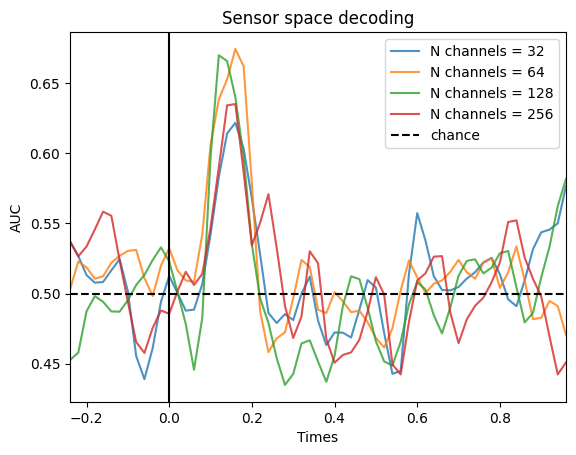 Sensor space decoding
N channels = 32
N channels = 64
N channels = 128
N channels = 256
chance
AUC
0.65
0.60
0.55
0.50
0.45
−0.2 0.0 0.2 0.4 0.6 0.8
Times